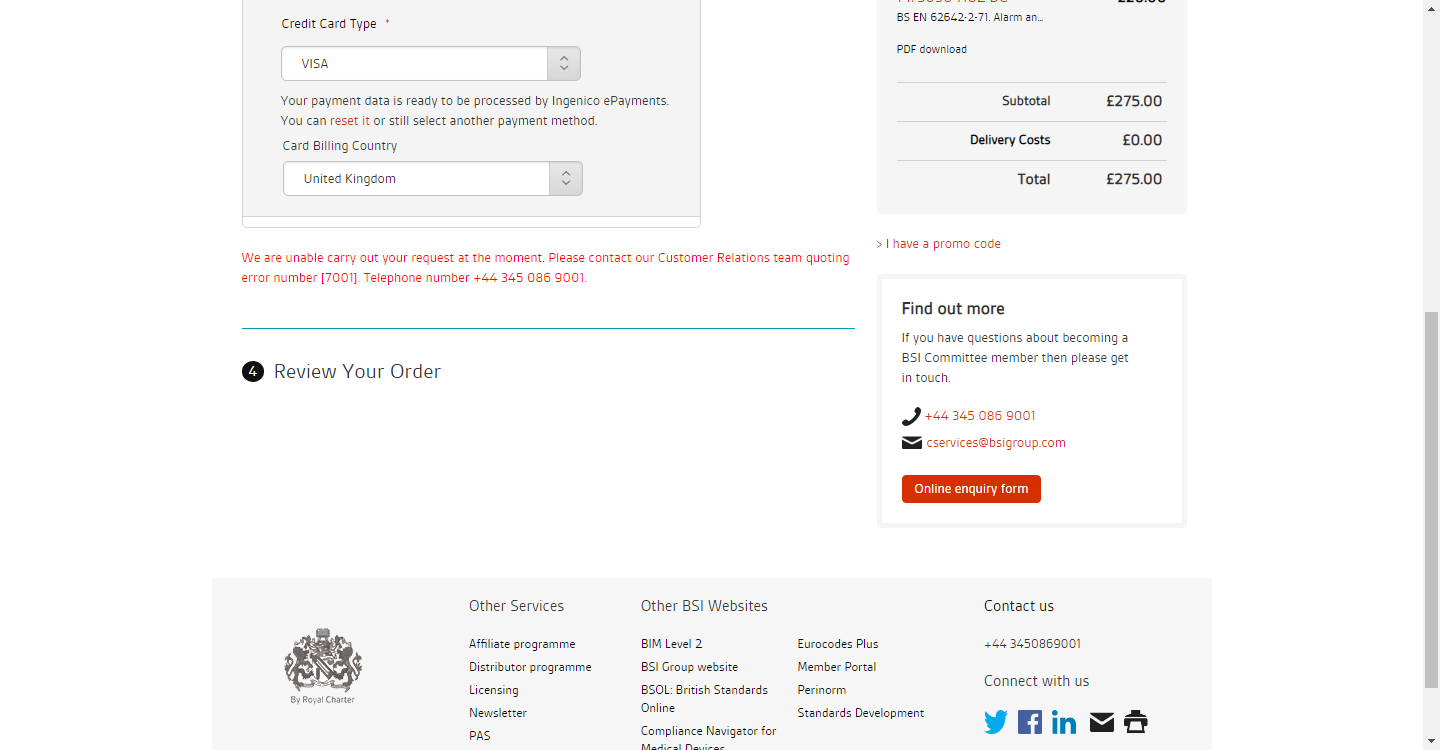 Credit Card Type *
VISA
Your payment data is ready to be processed by Ingenico ePayments.
You can reset it or still select another payment method.
Card Billing Country
United Kingdom
We are unable carry out your request at the moment. Please contact our Customer Relations team quoting
error number [7001]. Telephone number +44 345 086 9001.
4 Review Your Order
BS EN 62642-2-71. Alarm an...
PDF download
Subtotal £275.00
Delivery Costs £0.00
Total £275.00
> I have a promo code
Find out more
If you have questions about becoming a
BSI Committee member then please get
in touch.
+44 345 086 9001
cservices@bsigroup.com
Online enquiry form
By Royal Charter
Other Services
Affiliate programme
Distributor programme
Licensing
Newsletter
PAS
Other BSI Websites
BIM Level 2
BSI Group website
BSOL: British Standards
Online
Compliance Navigator for
Medical Devices
Eurocodes Plus
Member Portal
Perinorm
Standards Development
Contact us
+44 3450869001
Connect with us